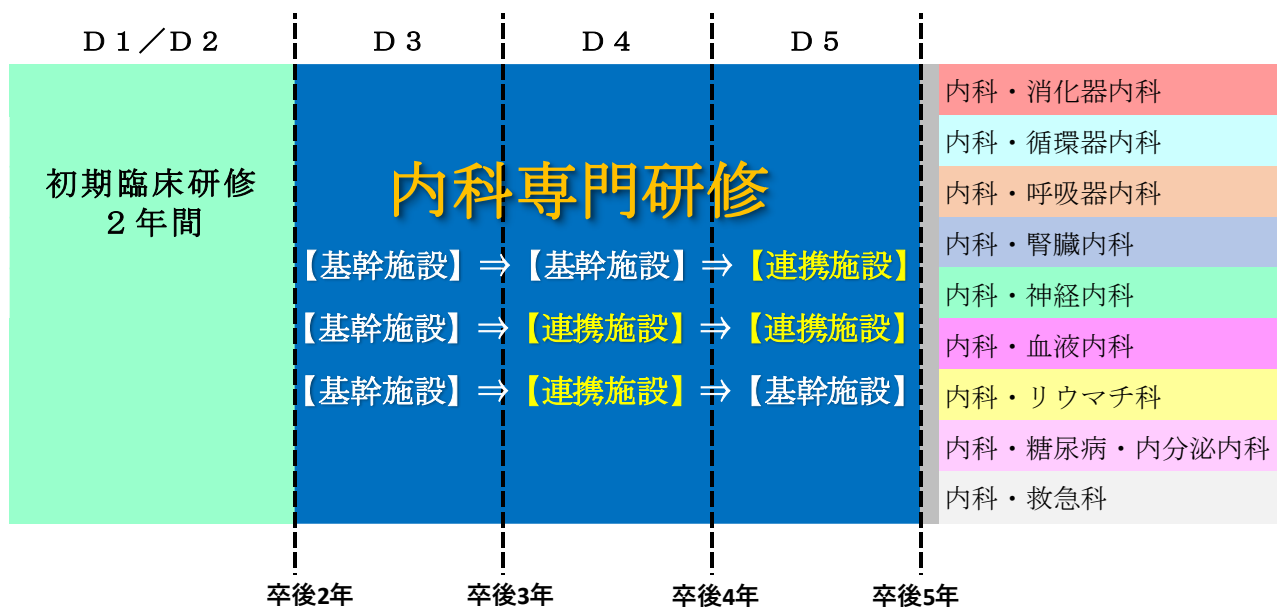 Ｄ１／Ｄ２
Ｄ３
Ｄ４
Ｄ５
初期臨床研修
２年間
内科専門研修
【基幹施設】⇒【基幹施設】⇒【連携施設】
【基幹施設】⇒【連携施設】⇒【連携施設】
【基幹施設】⇒【連携施設】⇒【基幹施設】
内科・消化器内科
内科・循環器内科
内科・呼吸器内科
内科・腎臓内科
内科・神経内科
内科・血液内科
内科・リウマチ科
内科・糖尿病・内分泌内科
内科・救急科
卒後2年
卒後3年
卒後4年
卒後5年